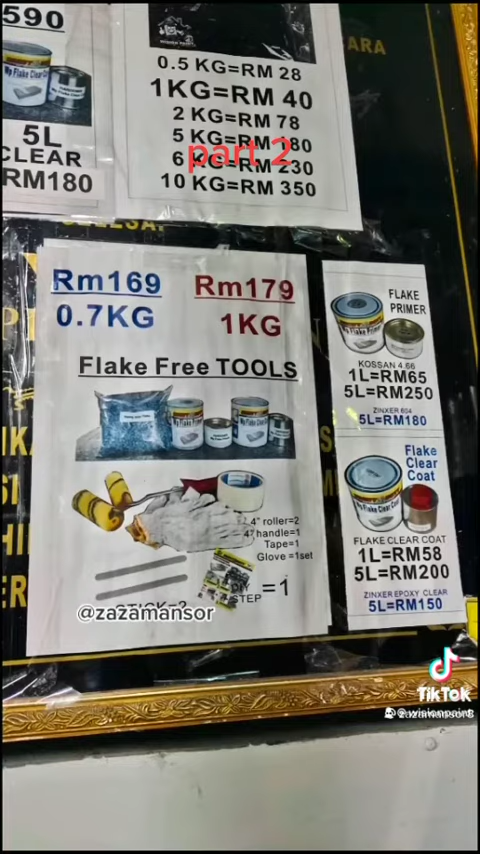 590
5L
CLEAR
RM180
0.5 KG=RM 28
1KG=RM 40
2 KG=RM 78
5 KG=RM 180
6 KG=RM 230
10 KG=RM 350
part 2
ARA
Rm169
0.7KG
Rm179
1KG
Flake Free TOOLS
4" roller=2
4" handle=1
Tape=1
Glove =1set
STEP =1
STICK=2
@zazamansor
FLAKE
PRIMER
KOSSAN 4.66
1L=RM65
5L=RM250
ZINXER 604
5L=RM180
Flake
Clear
Coat
FLAKE CLEAR COAT
1L=RM58
5L=RM200
ZINXER EPOXY CLEAR
5L=RM150
TikTok